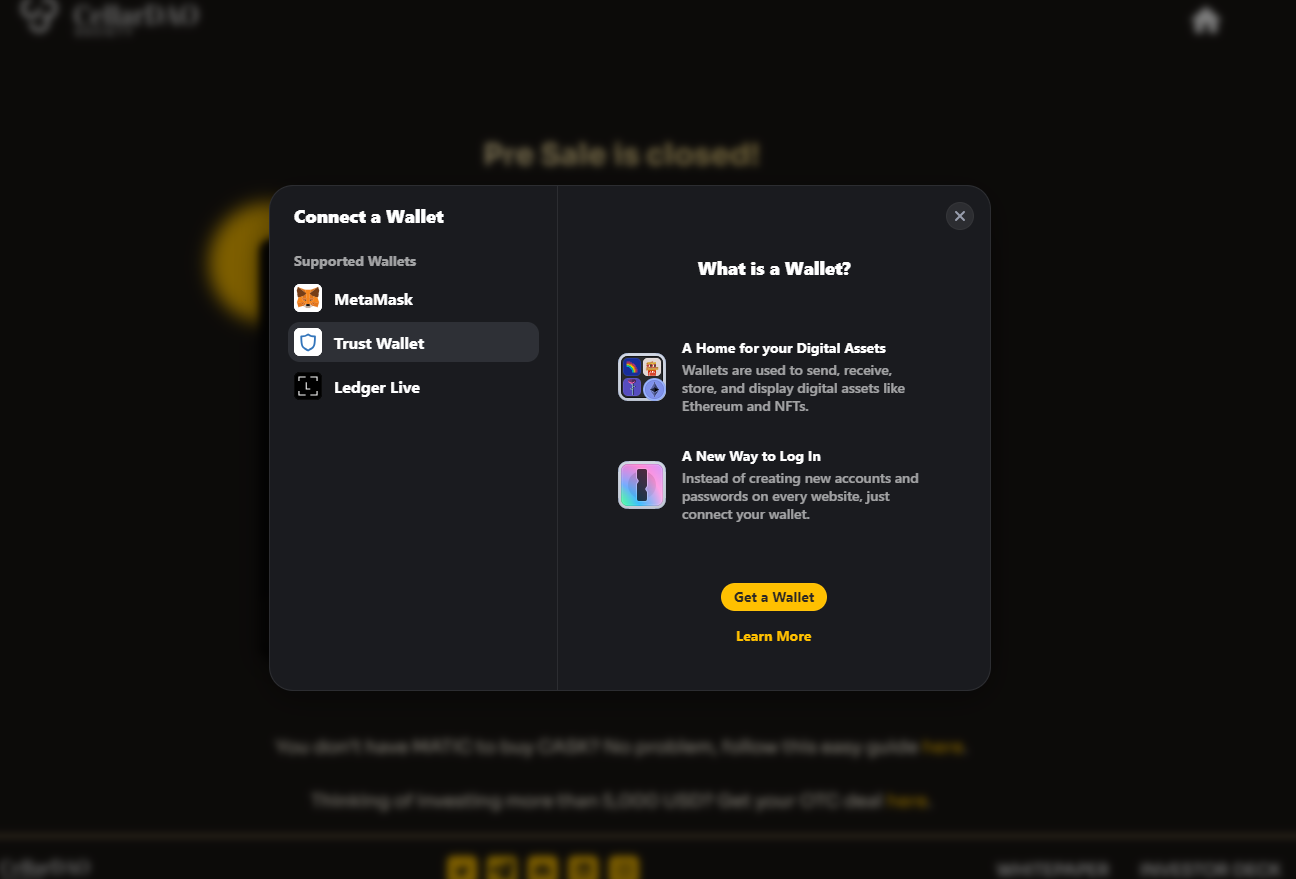 CellarDAO
Pre Sale is closed!
Connect a Wallet
Supported Wallets
MetaMask
Trust Wallet
Ledger Live
What is a Wallet?
A Home for your Digital Assets
Wallets are used to send, receive,
store, and display digital assets like
Ethereum and NFTs.
A New Way to Log In
Instead of creating new accounts and
passwords on every website, just
connect your wallet.
Get a Wallet
Learn More
You don't have MATIC to buy CASK? No problem, follow this easy guide here.
Thinking of investing more than 5,000 USD? Get your OTC deal here.
CellarDAO
WHITEPAPER
INVESTOR DECK